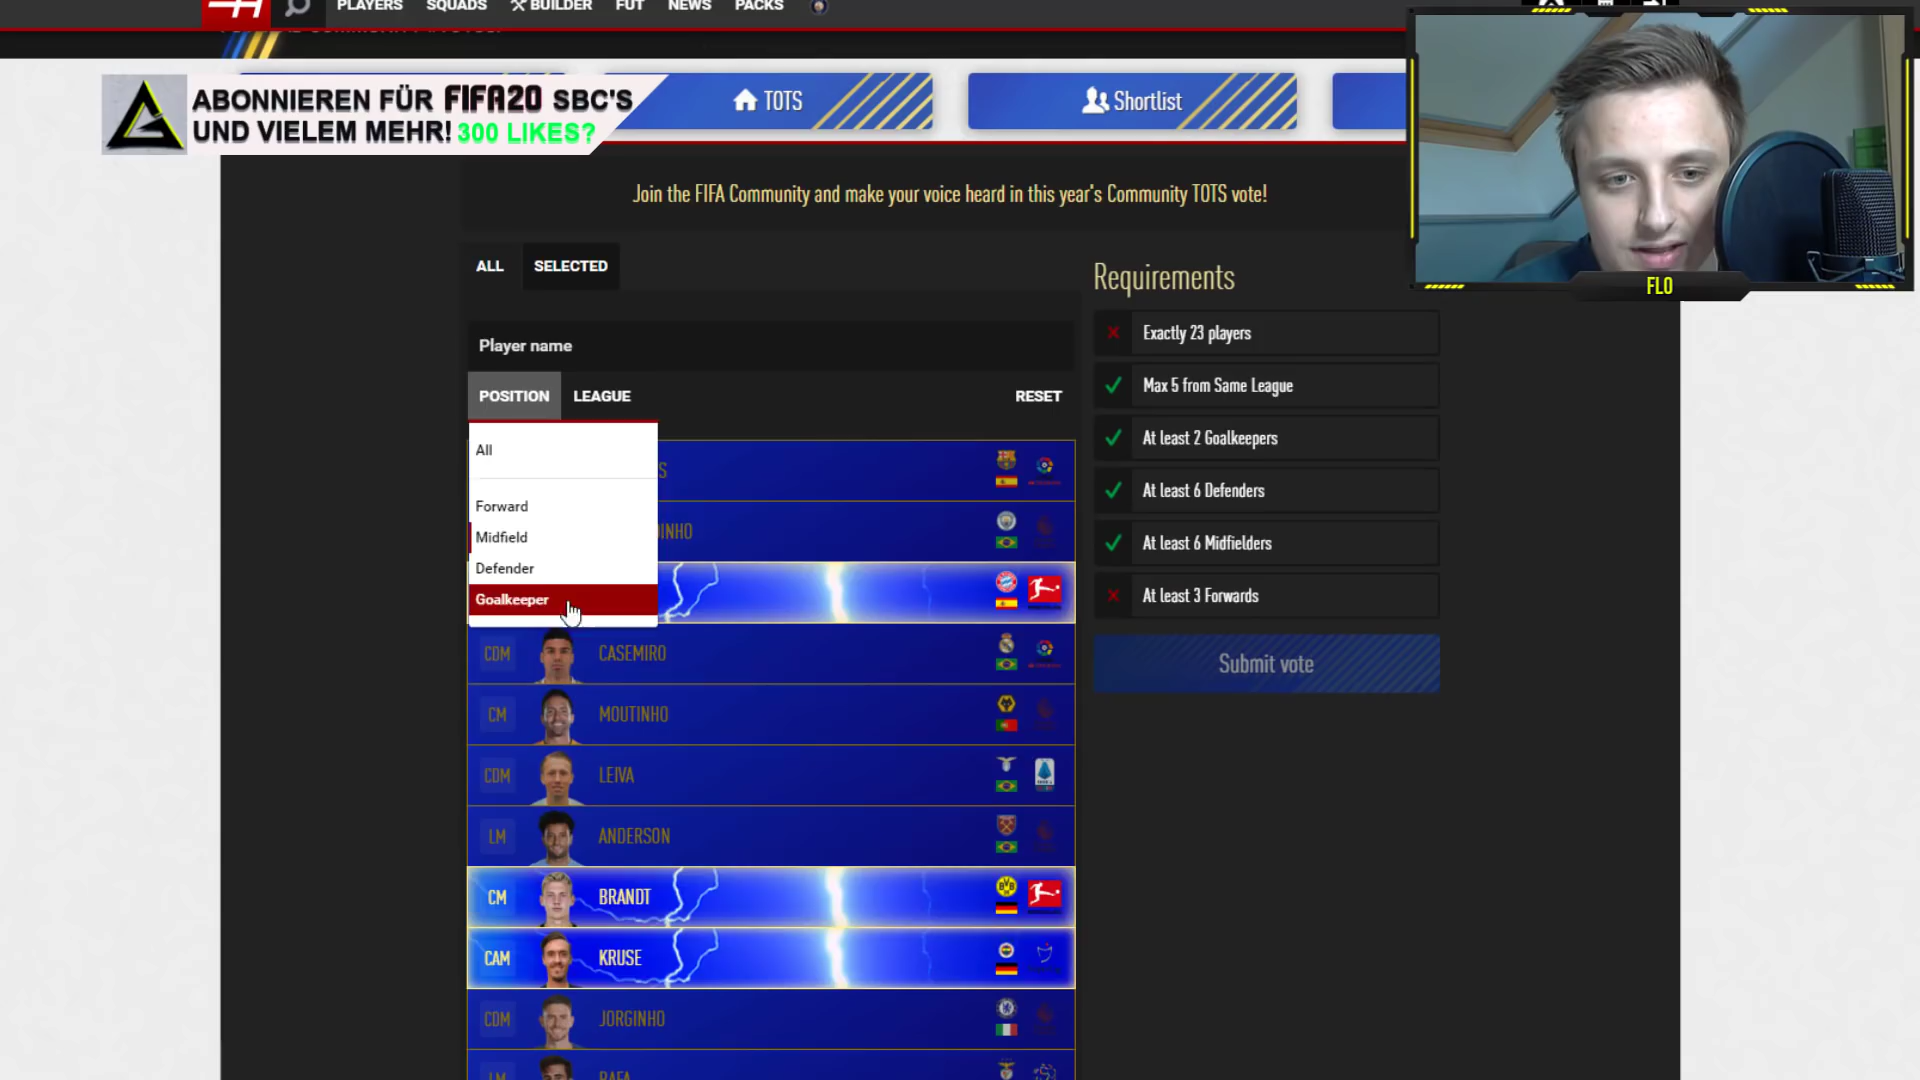 PLAYERS SQUADS BUILDER FUT NEWS PACKS
ABONNIEREN FÜR FIFA20 SBC'S
UND VIELEM MEHR! 300 LIKES?
TOTS
Shortlist
FLO
Join the FIFA Community and make your voice heard in this year's Community TOTS vote!
ALL SELECTED
Player name
POSITION LEAGUE RESET
All
Forward
Midfield
Defender
Goalkeeper
S
INHO
CDM CASEMIRO
CM MOUTINHO
CDM LEIVA
LM ANDERSON
CM BRANDT
CAM KRUSE
CDM JORGINHO
LM RAFA
Requirements
Exactly 23 players
Max 5 from Same League
At least 2 Goalkeepers
At least 6 Defenders
At least 6 Midfielders
At least 3 Forwards
Submit vote